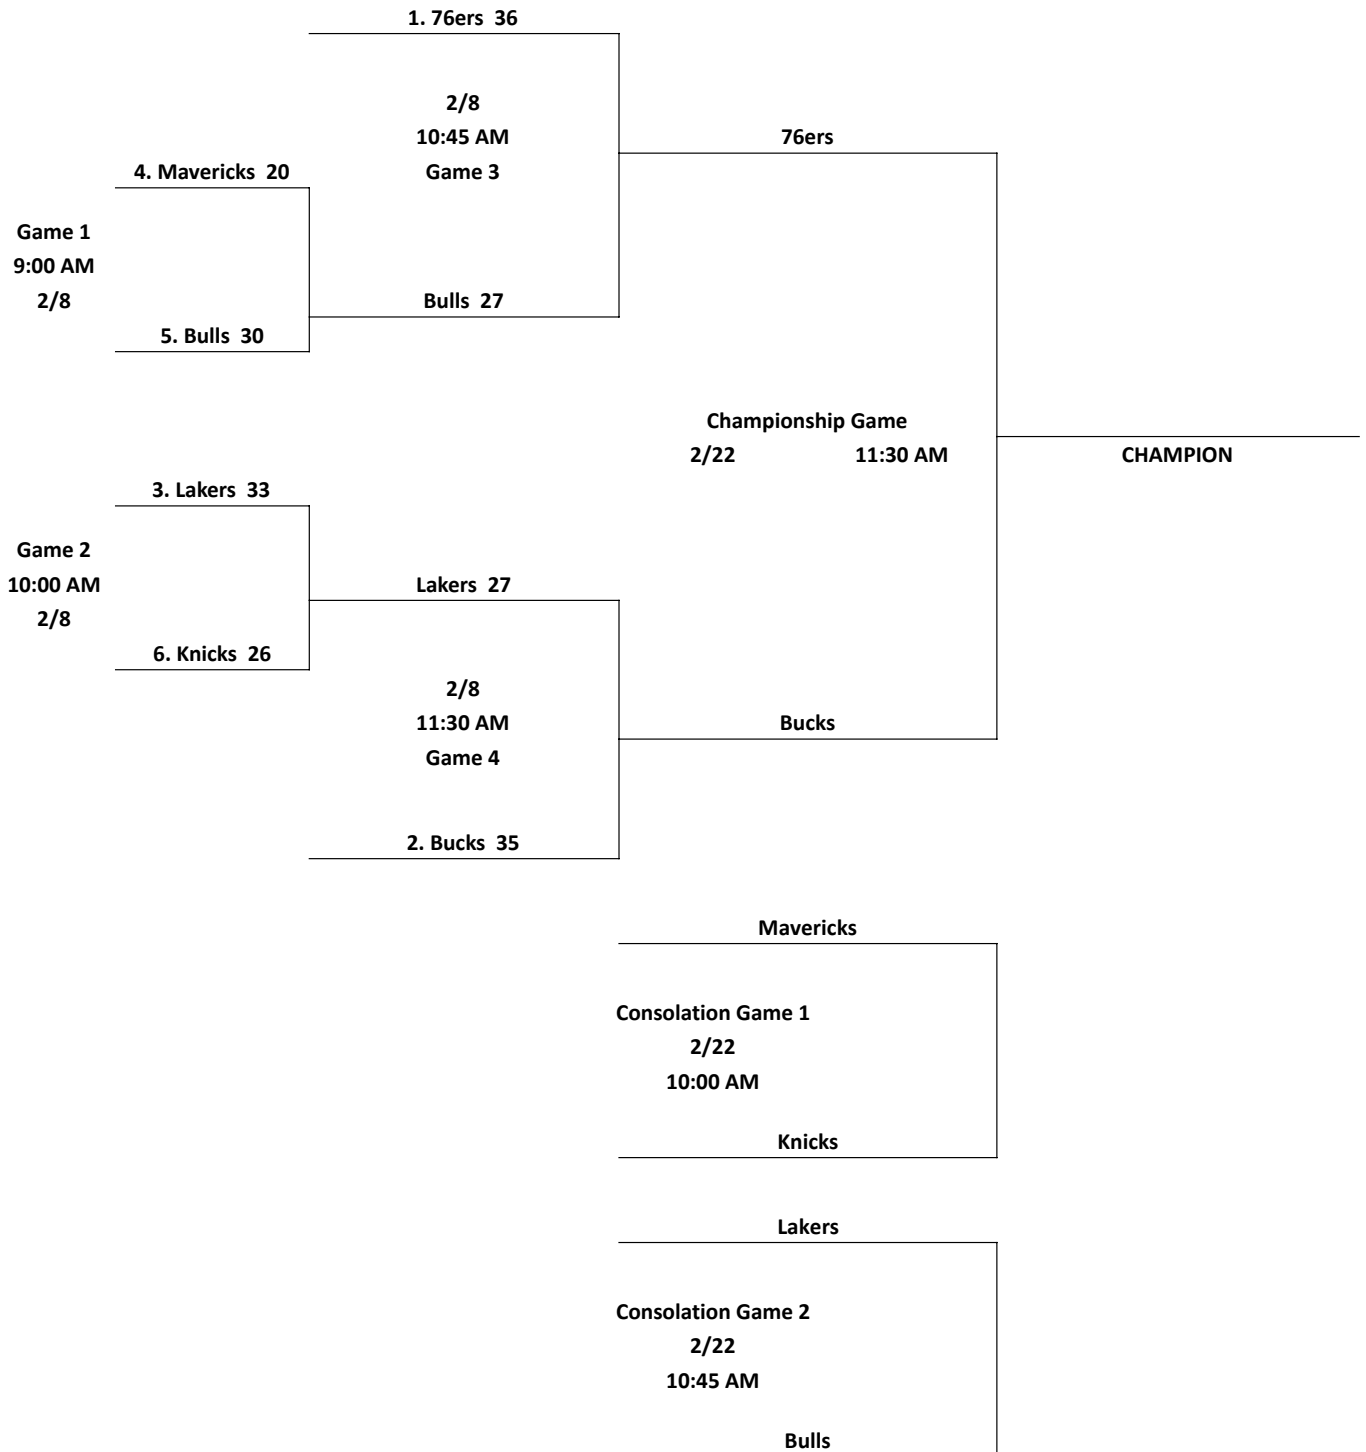 1. 76ers  36
2/8
10:45 AM
Game 3
76ers
4. Mavericks  20
Game 1
9:00 AM
2/8
Bulls  27
5. Bulls  30
Championship Game
2/22 11:30 AM
CHAMPION
3. Lakers  33
Game 2
10:00 AM
2/8
Lakers  27
6. Knicks  26
2/8
11:30 AM
Game 4
Bucks
2. Bucks  35
Mavericks
Consolation Game 1
2/22
10:00 AM
Knicks
Lakers
Consolation Game 2
2/22
10:45 AM
Bulls